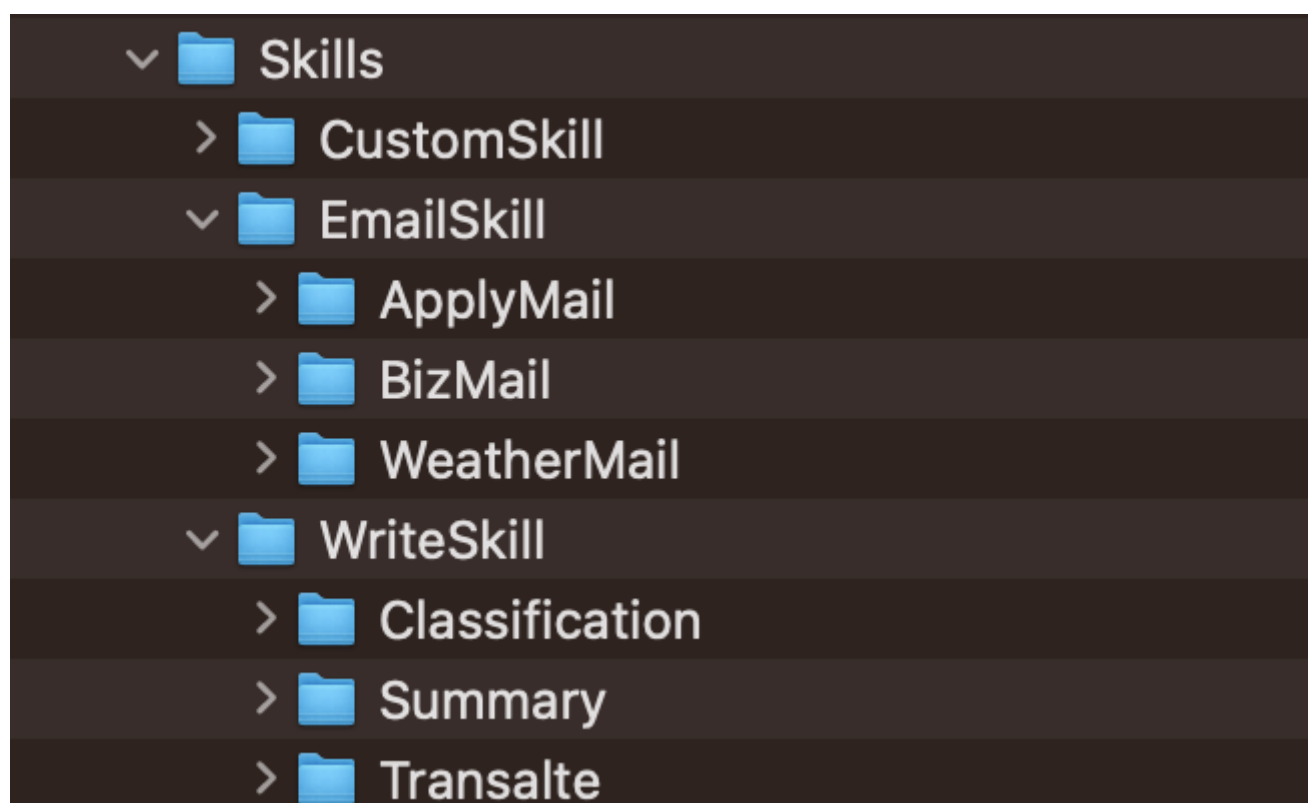 Skills
CustomSkill
EmailSkill
ApplyMail
BizMail
WeatherMail
WriteSkill
Classification
Summary
Transalte